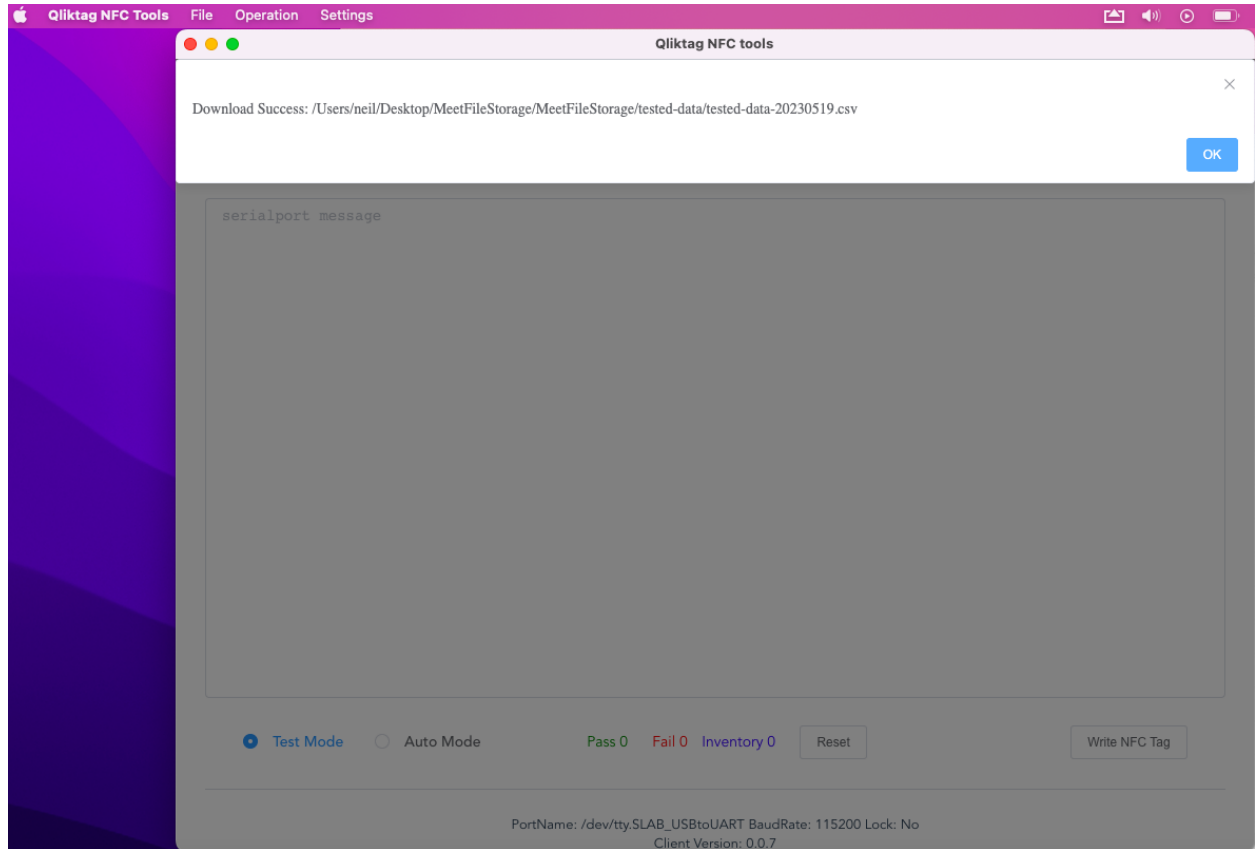 Qliktag NFC Tools File Operation Settings
Qliktag NFC tools
Download Success: /Users/neil/Desktop/MeetFileStorage/MeetFileStorage/tested-data/tested-data-20230519.csv
OK
serialport message
Test Mode Auto Mode Pass 0 Fail 0 Inventory 0 Reset Write NFC Tag
PortName: /dev/tty.SLAB_USBtoUART BaudRate: 115200 Lock: No
Client Version: 0.0.7